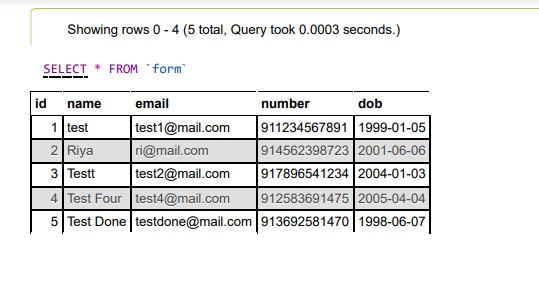 Showing rows 0 - 4 (5 total, Query took 0.0003 seconds.)
SELECT * FROM `form`
id name email number dob
1 test test1@mail.com 911234567891 1999-01-05
2 Riya ri@mail.com 914562398723 2001-06-06
3 Testt test2@mail.com 917896541234 2004-01-03
4 Test Four test4@mail.com 912583691475 2005-04-04
5 Test Done testdone@mail.com 913692581470 1998-06-07